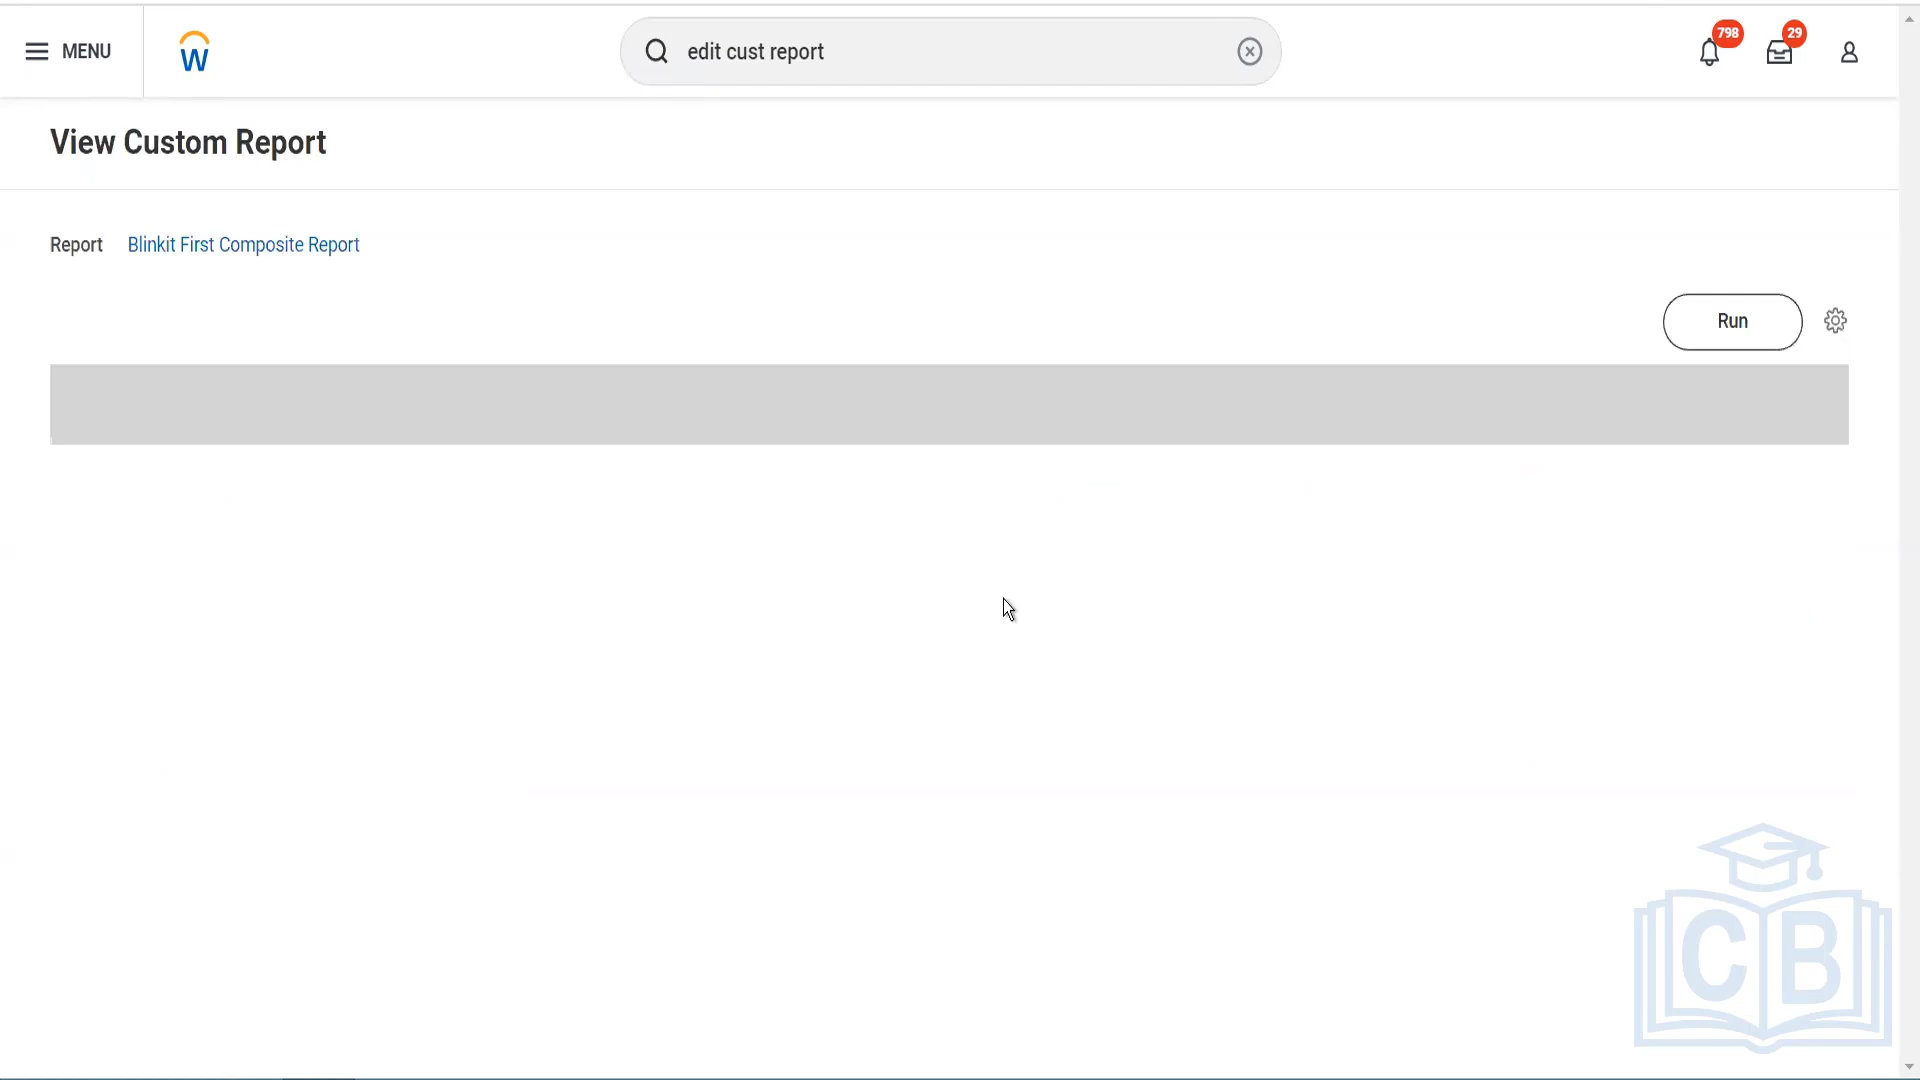 MENU
W
edit cust report
798
29
View Custom Report
Report Blinkit First Composite Report
Run
CB